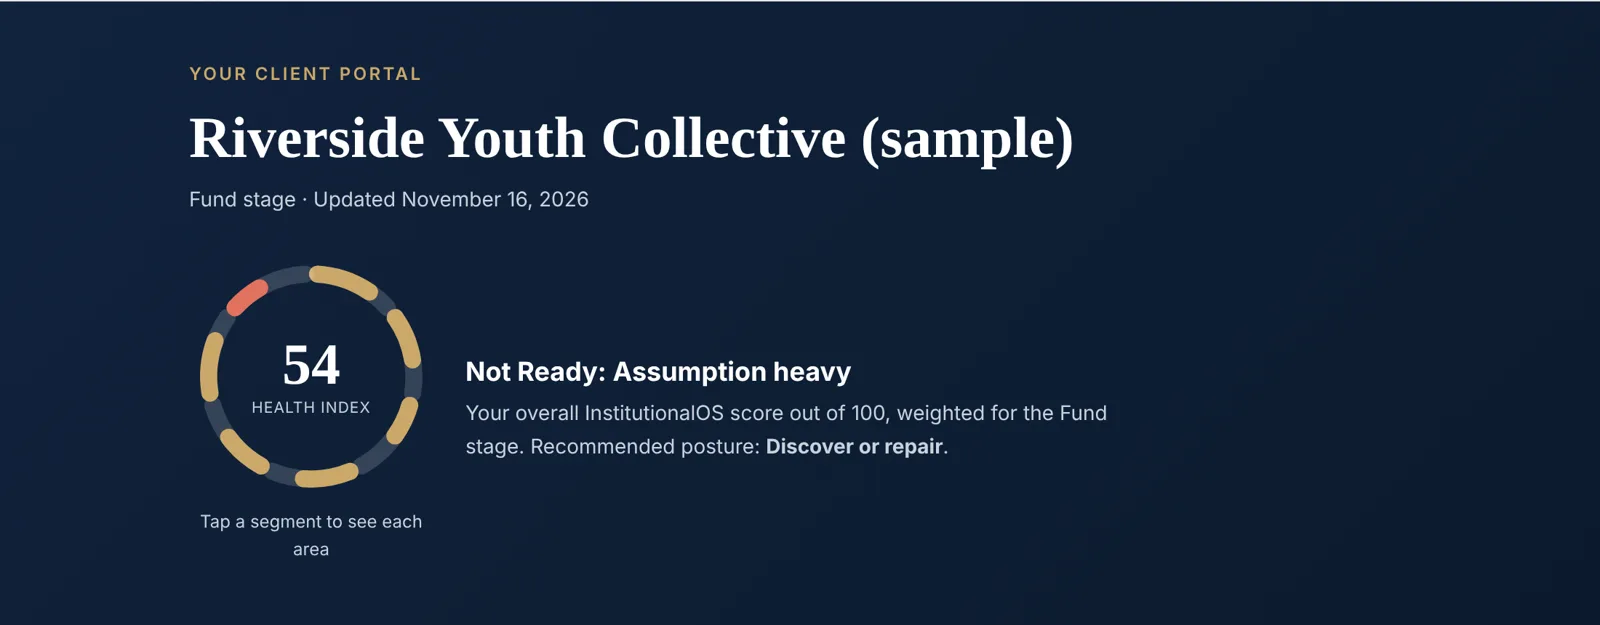 YOUR CLIENT PORTAL
Riverside Youth Collective (sample)
Fund stage · Updated November 16, 2026
54
HEALTH INDEX
Not Ready: Assumption heavy
Your overall InstitutionalOS score out of 100, weighted for the Fund
stage. Recommended posture: Discover or repair.
Tap a segment to see each
area